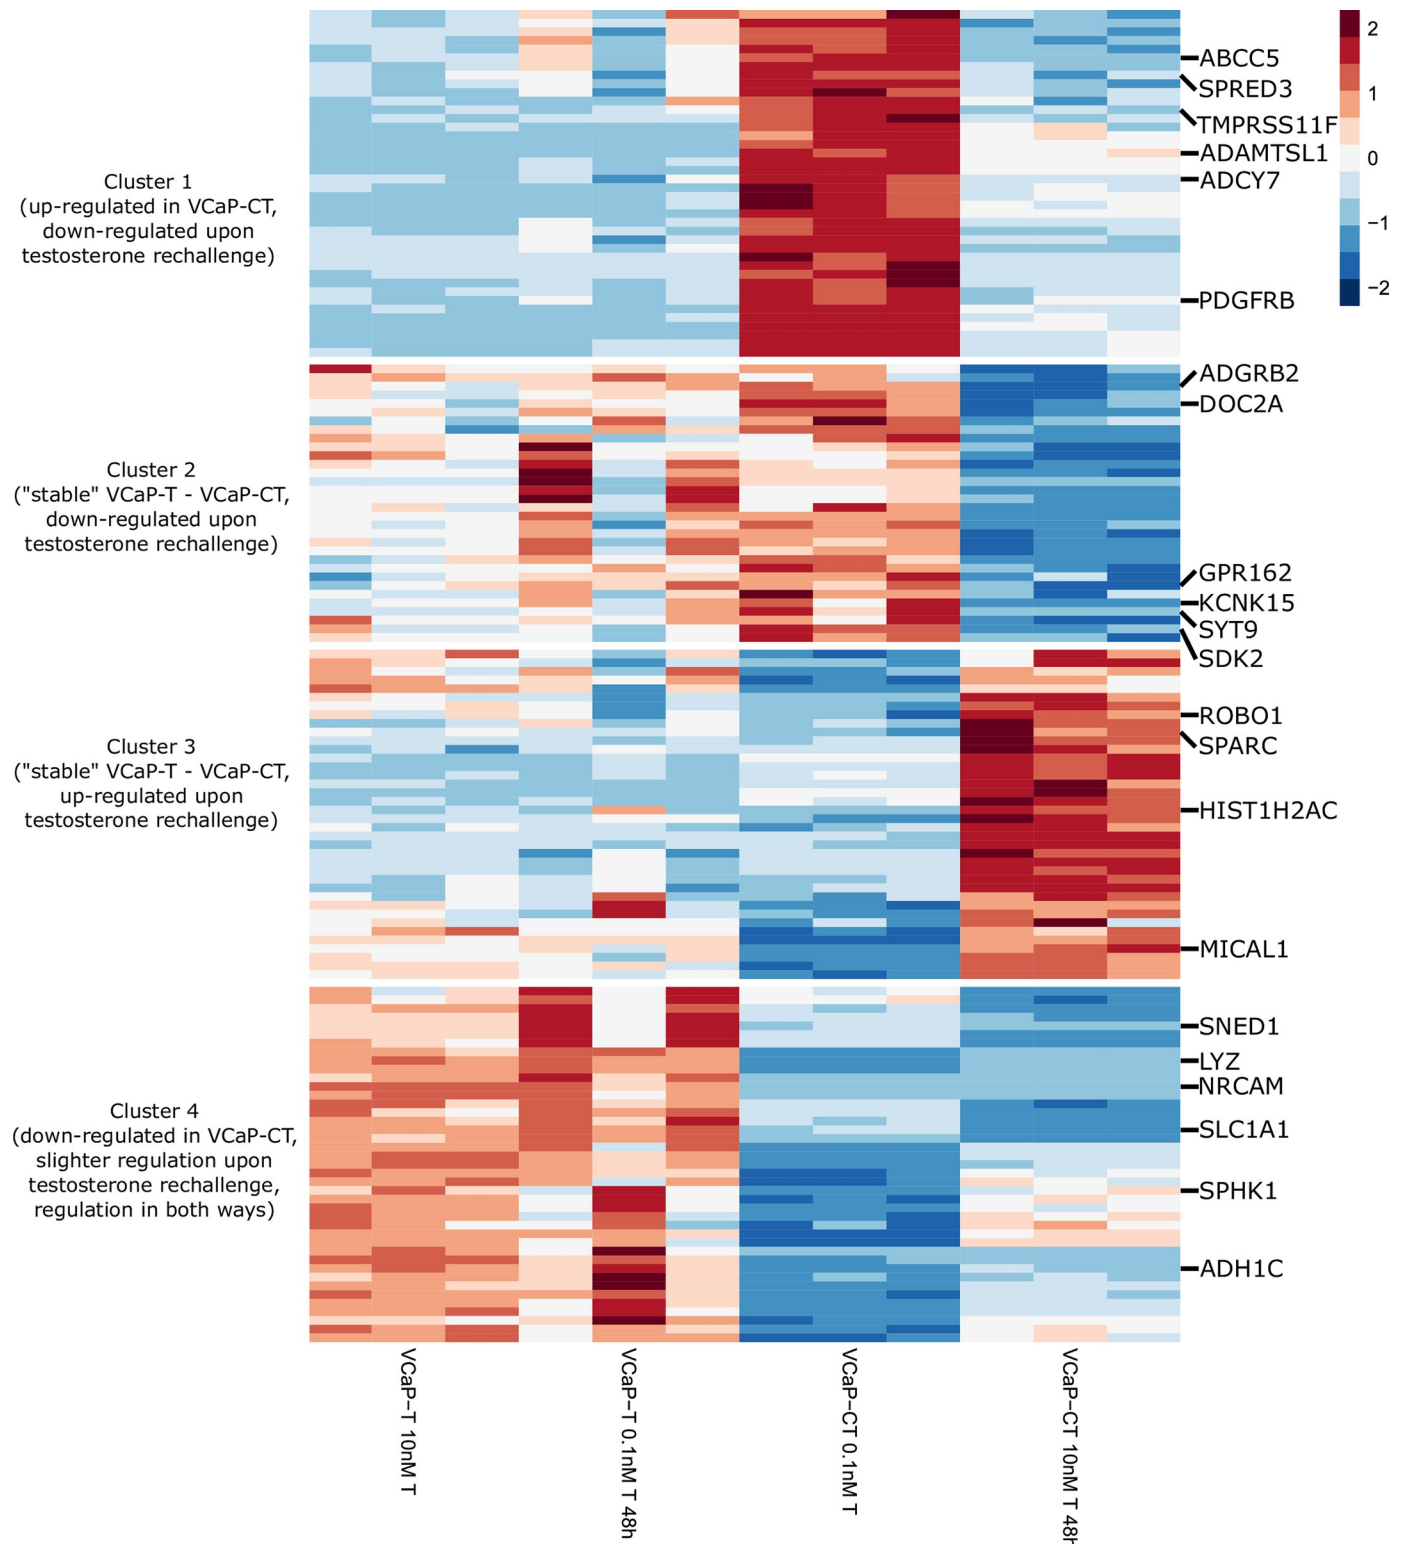 2
1
0
−1
−2
ABCC5
SPRED3
TMPRSS11F
ADAMTSL1
ADCY7
PDGFRB
Cluster 1
(up-regulated in VCaP-CT,
down-regulated upon
testosterone rechallenge)
ADGRB2
DOC2A
GPR162
KCNK15
SYT9
SDK2
Cluster 2
("stable" VCaP-T - VCaP-CT,
down-regulated upon
testosterone rechallenge)
ROBO1
SPARC
HIST1H2AC
MICAL1
Cluster 3
("stable" VCaP-T - VCaP-CT,
up-regulated upon
testosterone rechallenge)
SNED1
LYZ
NRCAM
SLC1A1
SPHK1
ADH1C
Cluster 4
(down-regulated in VCaP-CT,
slighter regulation upon
testosterone rechallenge,
regulation in both ways)
VCaP−T 10nM T
VCaP−T 0.1nM T 48h
VCaP−CT 0.1nM T
VCaP−CT 10nM T 48h